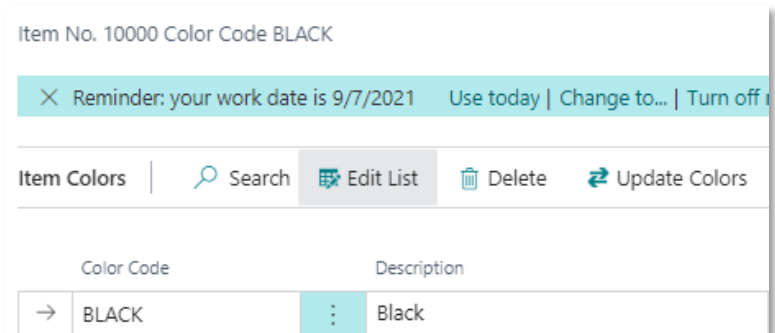 Item No. 10000 Color Code BLACK
Reminder: your work date is 9/7/2021 Use today | Change to... | Turn off
Item Colors Search Edit List Delete Update Colors
Color Code Description
BLACK Black